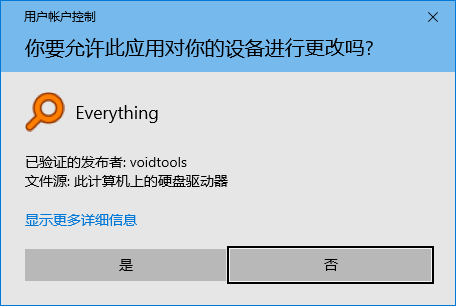 用户帐户控制
你要允许此应用对你的设备进行更改吗?
Everything
已验证的发布者: voidtools
文件源: 此计算机上的硬盘驱动器
显示更多详细信息
是
否